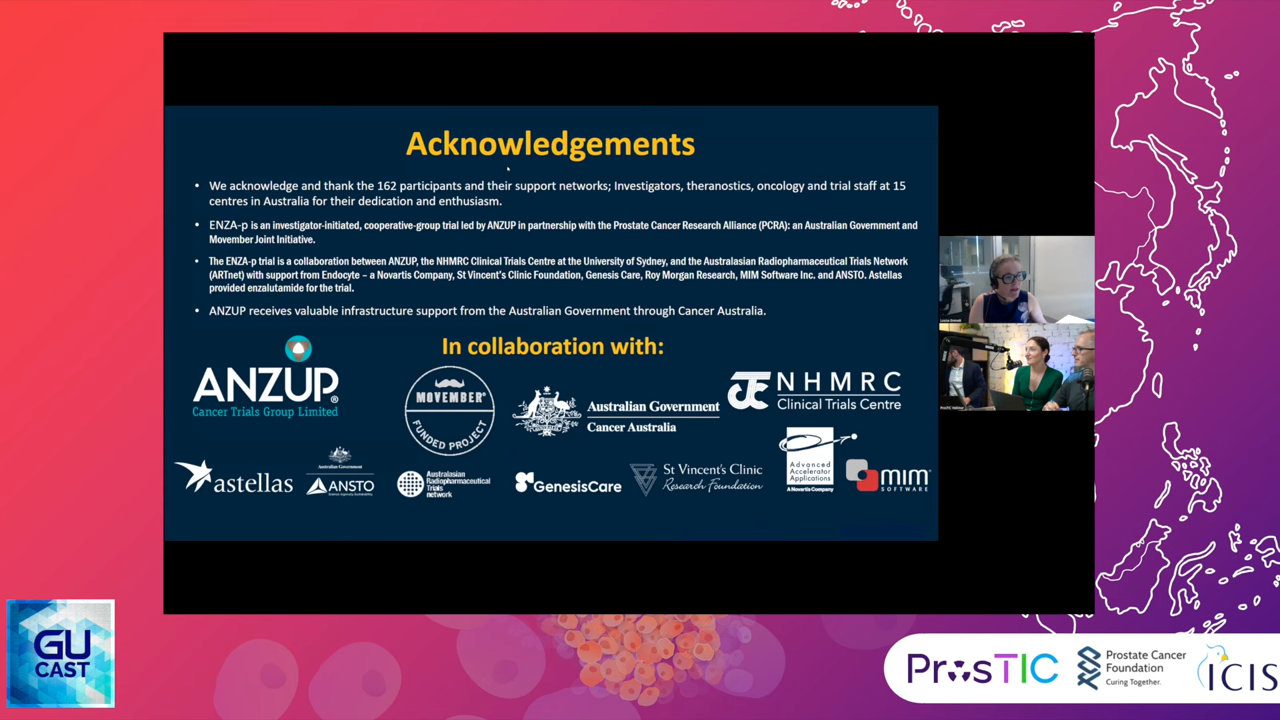 Acknowledgements
• We acknowledge and thank the 162 participants and their support networks; Investigators, theranostics, oncology and trial staff at 15
centres in Australia for their dedication and enthusiasm.
• ENZA-p is an investigator-initiated, cooperative-group trial led by ANZUP in partnership with the Prostate Cancer Research Alliance (PCRA): an Australian Government and
Movember Joint Initiative.
• The ENZA-p trial is a collaboration between ANZUP, the NHMRC Clinical Trials Centre at the University of Sydney, and the Australasian Radiopharmaceutical Trials Network
(ARTnet) with support from Endocyte – a Novartis Company, St Vincent's Clinic Foundation, Genesis Care, Roy Morgan Research, MIM Software Inc. and ANSTO. Astellas
provided enzalutamide for the trial.
• ANZUP receives valuable infrastructure support from the Australian Government through Cancer Australia.
In collaboration with:
ANZUP®
Cancer Trials Group Limited
MOVEMBER®
FUNDED PROJECT
Australian Government
Cancer Australia
NHMRC
Clinical Trials Centre
astellas
Australian Government
ANSTO
Australasian
Radiopharmaceutical
Trials
network
GenesisCare
St Vincent's Clinic
Research Foundation
Advanced
Accelerator
Applications
A Novartis Company
MIM
SOFTWARE
GU
CAST
ProsTIC
Prostate Cancer
Foundation
Curing Together.
ICIS